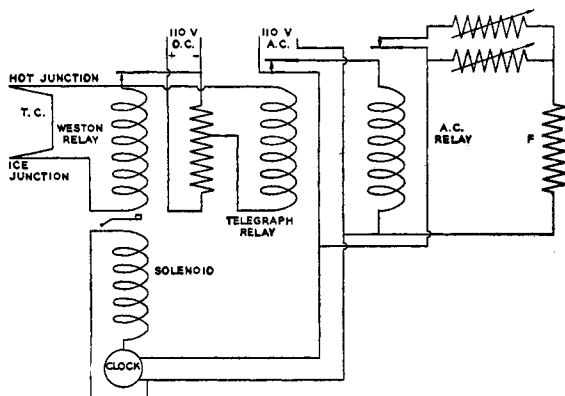 110 V
D.C.
+ -
110 V
A.C.
HOT JUNCTION
T.C.
WESTON
RELAY
ICE
JUNCTION
A.C.
RELAY
F
TELEGRAPH
RELAY
SOLENOID
CLOCK